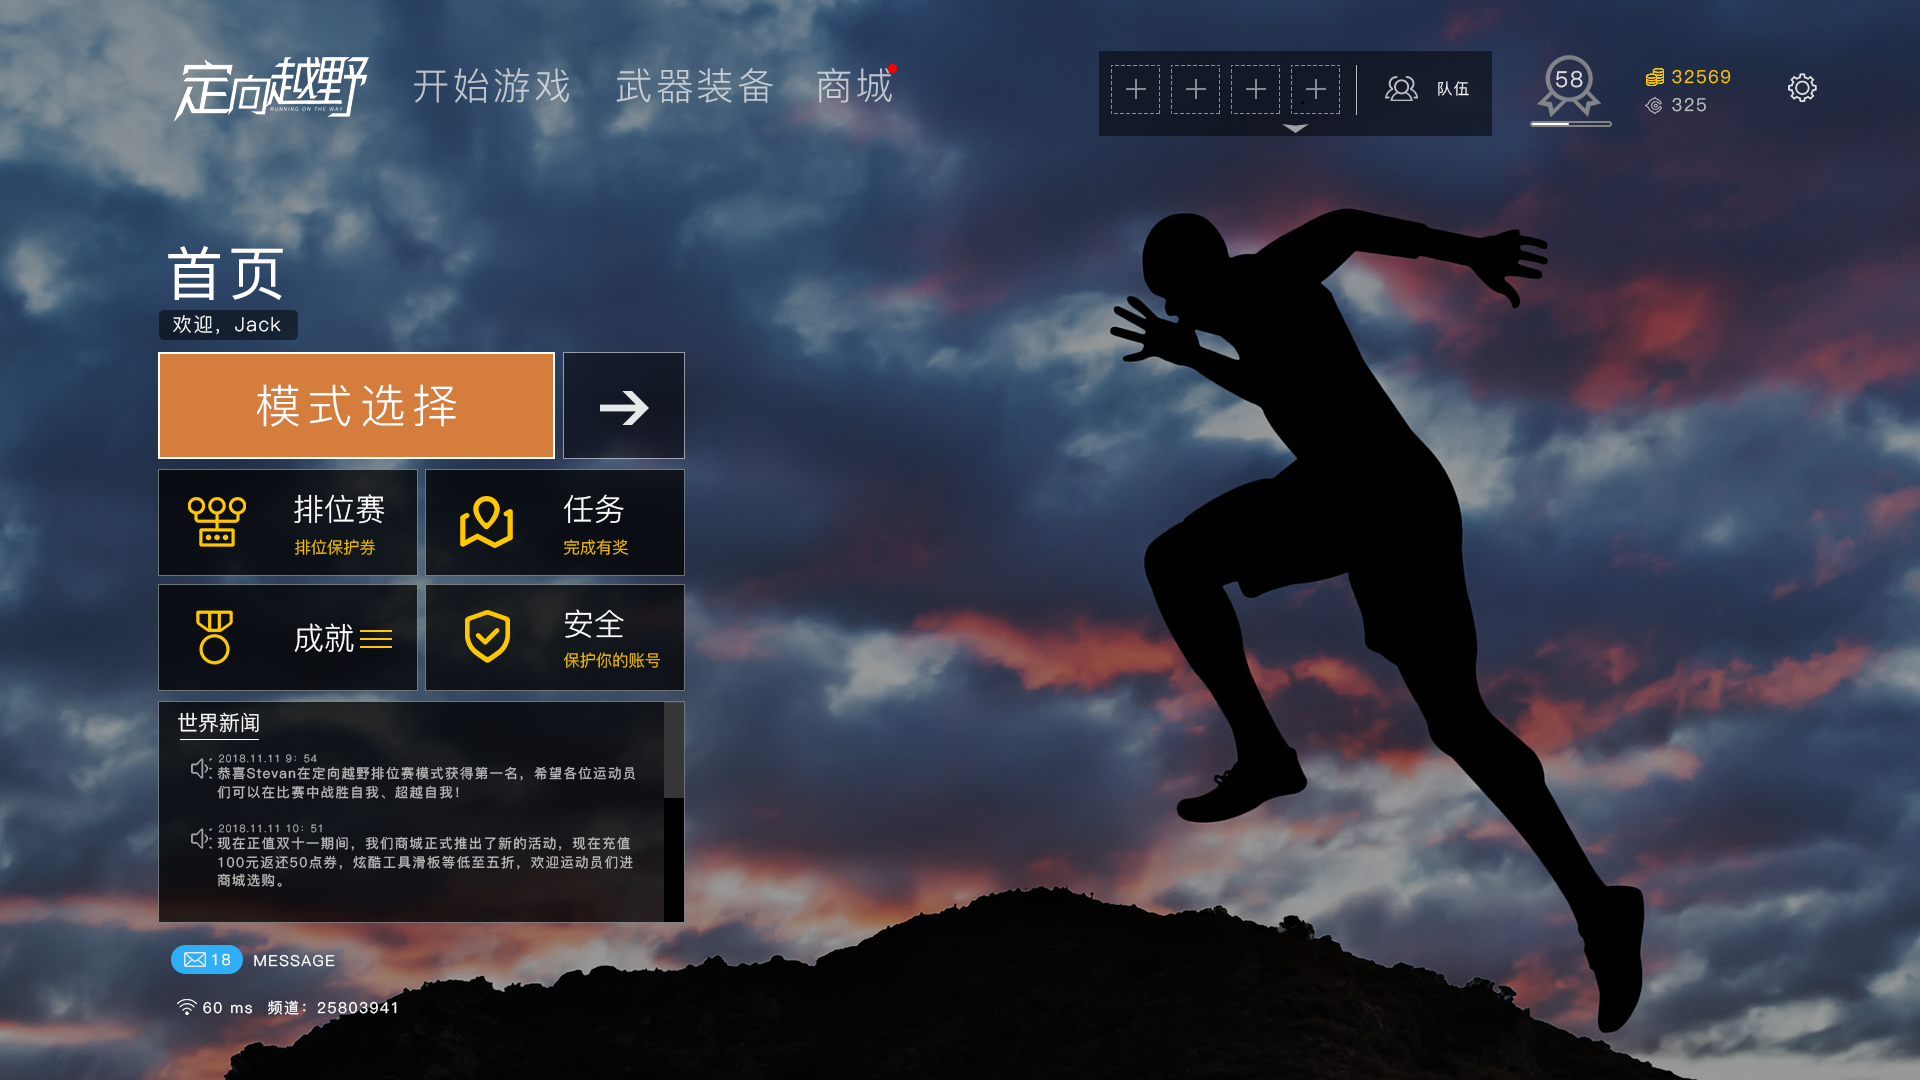 定向越野
RUNNING ON THE WAY
开始游戏
武器装备
商城
队伍
58
32569
325
首页
欢迎，Jack
模式选择
排位赛
排位保护券
任务
完成有奖
成就
安全
保护你的账号
世界新闻
2018.11.11 9：54
恭喜Stevan在定向越野排位赛模式获得第一名，希望各位运动员
们可以在比赛中战胜自我、超越自我！
2018.11.11 10：51
现在正值双十一期间，我们商城正式推出了新的活动，现在充值
100元返还50点券，炫酷工具滑板等低至五折，欢迎运动员们进
商城选购。
18
MESSAGE
60 ms 频道：25803941